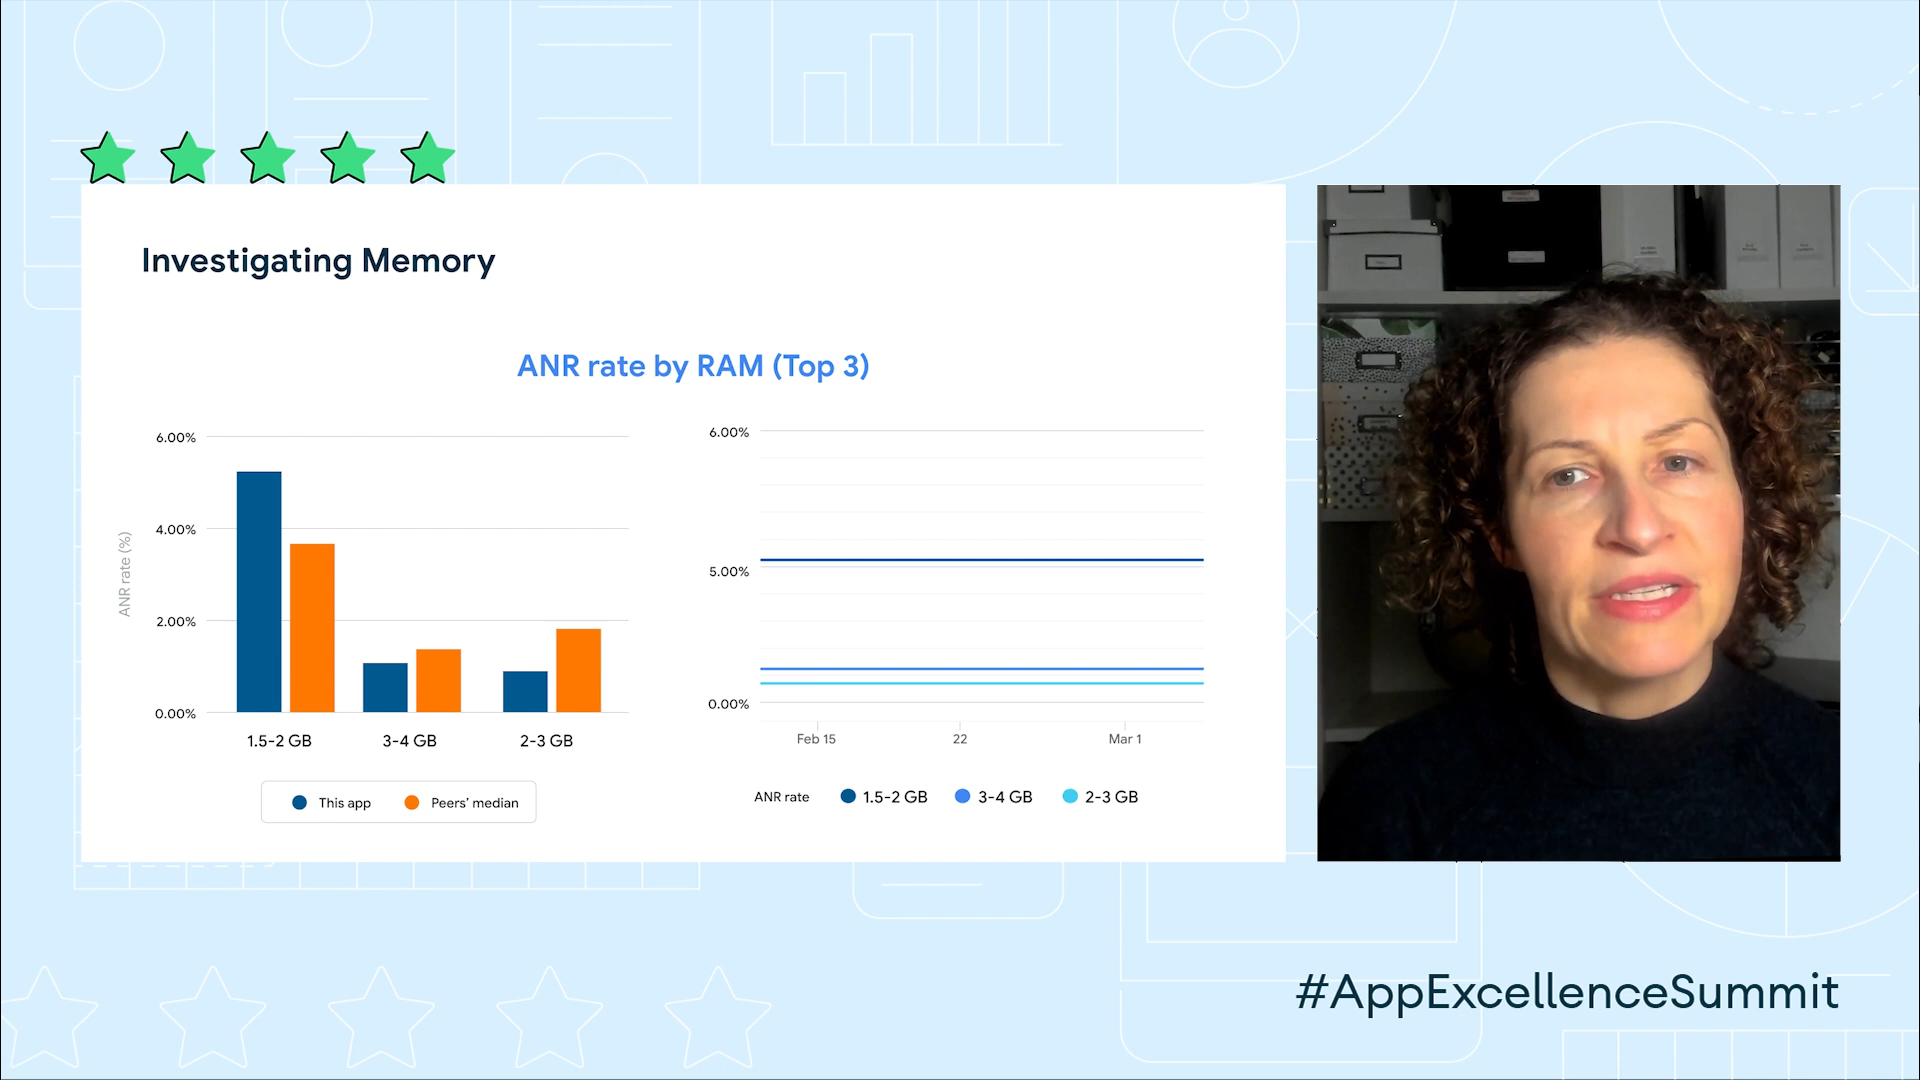 Investigating Memory
ANR rate by RAM (Top 3)
6.00%
4.00%
2.00%
0.00%
ANR rate (%)
1.5-2 GB
3-4 GB
2-3 GB
This app
Peers' median
6.00%
5.00%
0.00%
Feb 15
22
Mar 1
ANR rate
1.5-2 GB
3-4 GB
2-3 GB
#AppExcellenceSummit